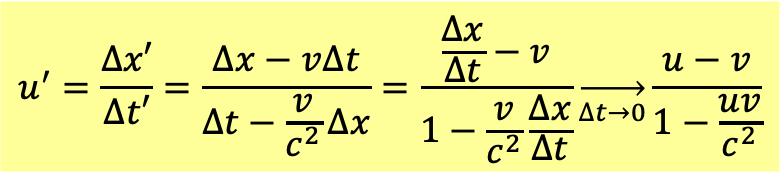 u′ = Δx′/Δt′ = (Δx − vΔt)/(Δt − (v/c²)Δx) = (Δx/Δt − v)/(1 − (v/c²)(Δx/Δt)) ⟶_{Δt→0} (u − v)/(1 − uv/c²)